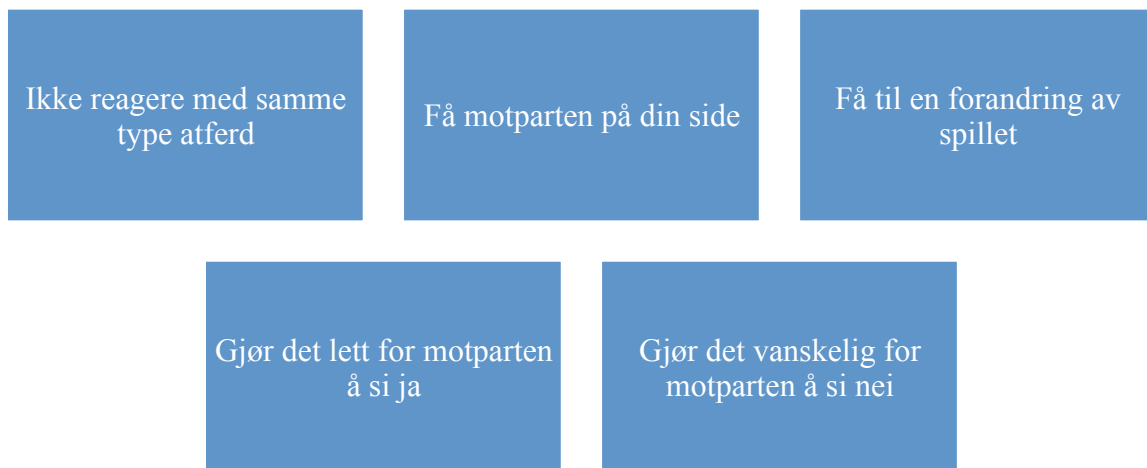 Ikke reagere med samme
type atferd
Få motparten på din side
Få til en forandring av
spillet
Gjør det lett for motparten
å si ja
Gjør det vanskelig for
motparten å si nei